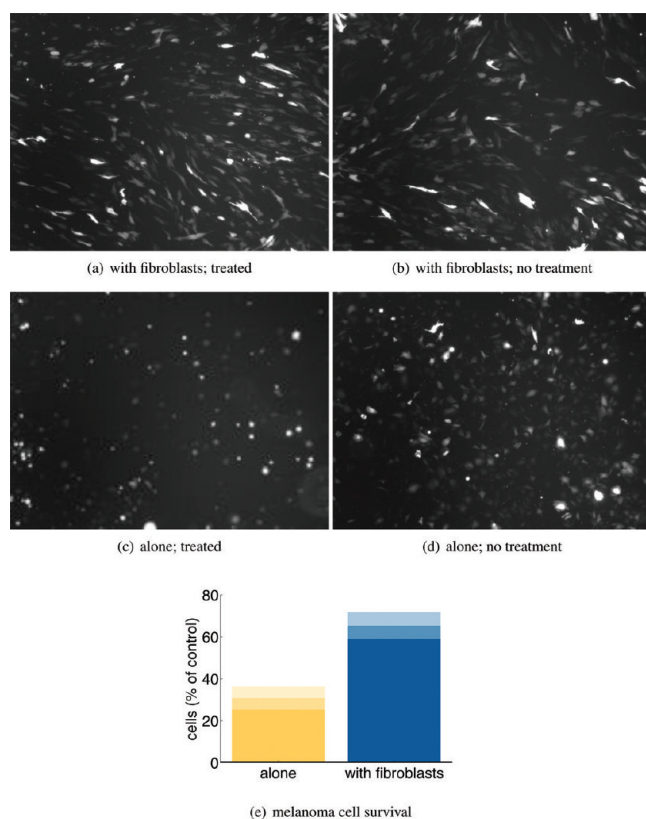 (a) with fibroblasts; treated
(b) with fibroblasts; no treatment
(c) alone; treated
(d) alone; no treatment
80
60
40
20
0
cells (% of control)
alone
with fibroblasts
(e) melanoma cell survival